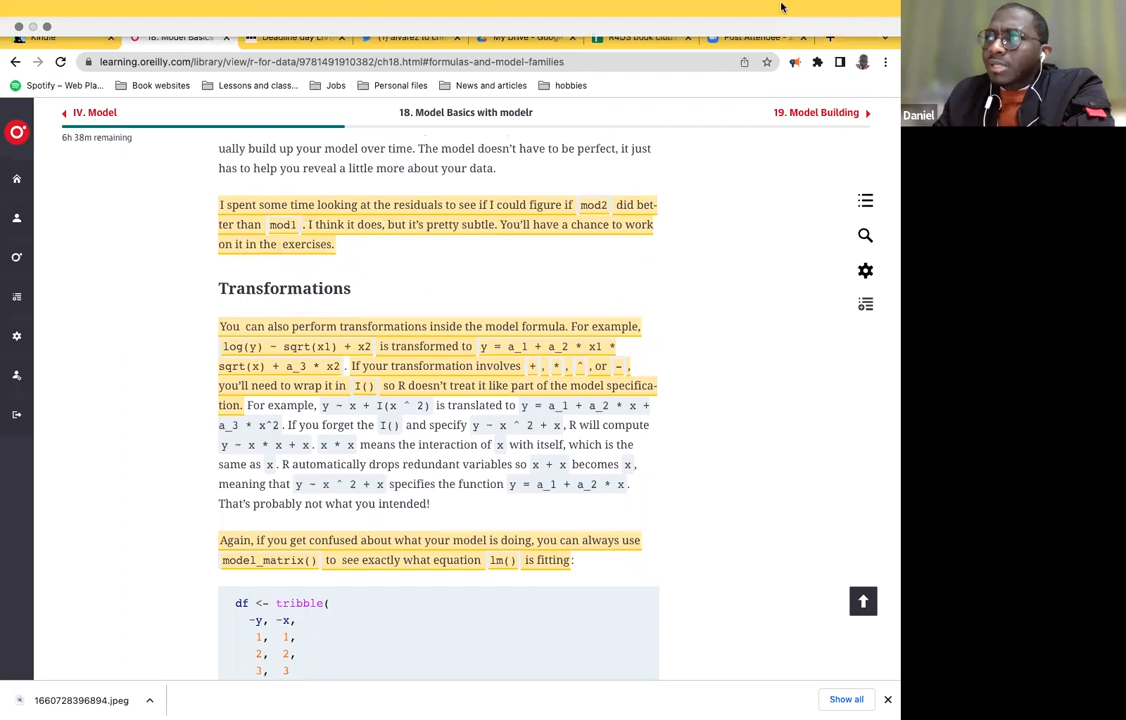 Kindle
18. Model Basics
Deadline day LIV
alvarez to ch
My Drive - Goog
R4DS book club
Post Attendee - Z
learning.oreilly.com/library/view/r-for-data/9781491910382/ch18.html#formulas-and-model-families
Spotify – Web Pla...
Book websites
Lessons and class...
Jobs
Personal files
News and articles
hobbies
Daniel
IV. Model
18. Model Basics with modelr
19. Model Building
6h 38m remaining
ually build up your model over time. The model doesn't have to be perfect, it just
has to help you reveal a little more about your data.
I spent some time looking at the residuals to see if I could figure if mod2 did bet-
ter than mod1 . I think it does, but it's pretty subtle. You'll have a chance to work
on it in the exercises.
Transformations
You can also perform transformations inside the model formula. For example,
log(y) ~ sqrt(x1) + x2 is transformed to y = a_1 + a_2 * x1 *
sqrt(x) + a_3 * x2 . If your transformation involves + , * , ^ , or - ,
you'll need to wrap it in I() so R doesn't treat it like part of the model specifica-
tion. For example, y ~ x + I(x ^ 2) is translated to y = a_1 + a_2 * x +
a_3 * x^2 . If you forget the I() and specify y ~ x ^ 2 + x , R will compute
y ~ x * x + x . x * x means the interaction of x with itself, which is the
same as x . R automatically drops redundant variables so x + x becomes x ,
meaning that y ~ x ^ 2 + x specifies the function y = a_1 + a_2 * x .
That's probably not what you intended!
Again, if you get confused about what your model is doing, you can always use
model_matrix() to see exactly what equation lm() is fitting:
df <- tribble(
~y, ~x,
1, 1,
2, 2,
3, 3
1660728396894.jpeg
Show all